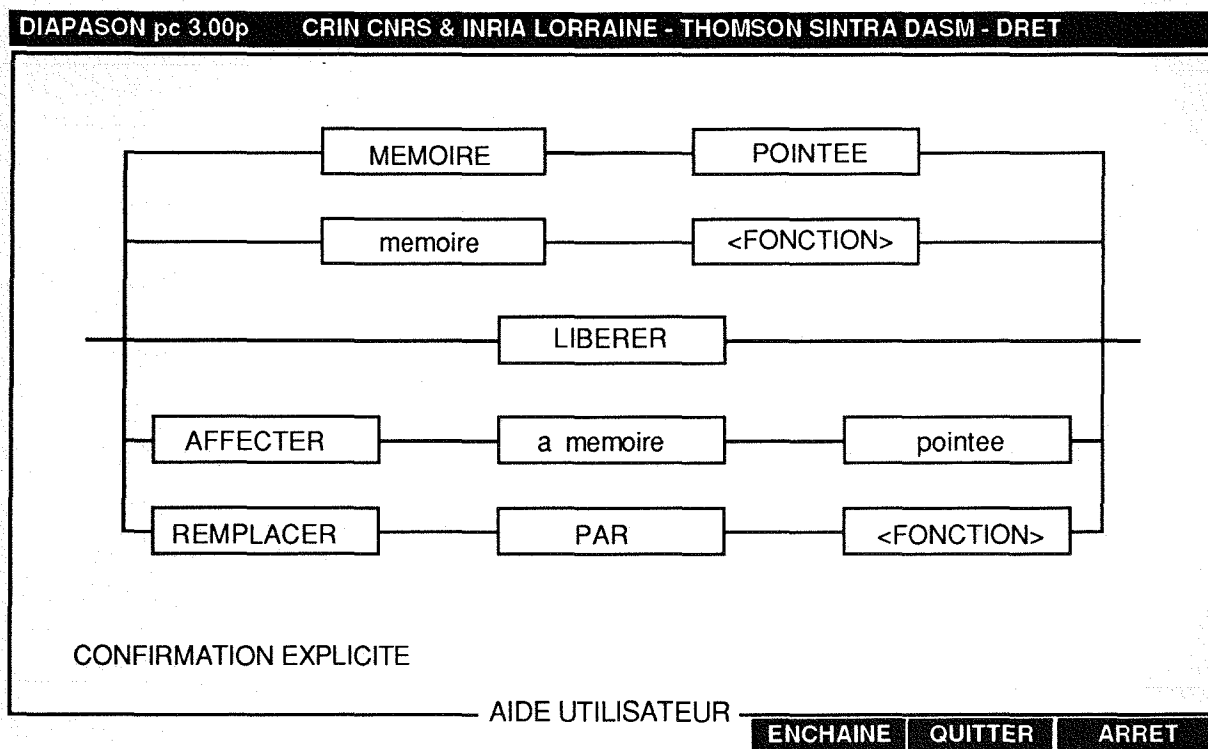 DIAPASON pc 3.00p CRIN CNRS & INRIA LORRAINE - THOMSON SINTRA DASM - DRET
MEMOIRE POINTEE
memoire <FONCTION>
LIBERER
AFFECTER a memoire pointee
REMPLACER PAR <FONCTION>
CONFIRMATION EXPLICITE
AIDE UTILISATEUR
ENCHAINE QUITTER ARRET